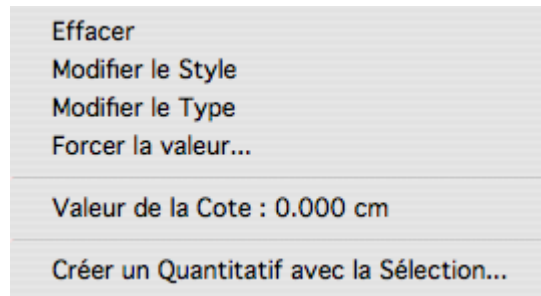 Effacer
Modifier le Style
Modifier le Type
Forcer la valeur...
Valeur de la Cote : 0.000 cm
Créer un Quantitatif avec la Sélection...